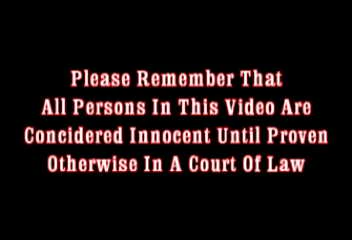 Please Remember That
All Persons In This Video Are
Concidered Innocent Until Proven
Otherwise In A Court Of Law